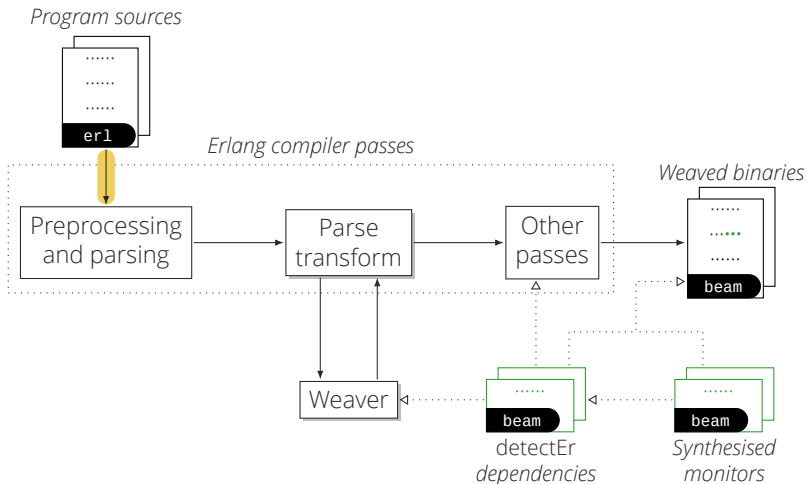 Program sources
erl
Erlang compiler passes
Weaved binaries
Preprocessing
and parsing
Parse
transform
Other
passes
beam
Weaver
beam
beam
detectEr
dependencies
Synthesised
monitors